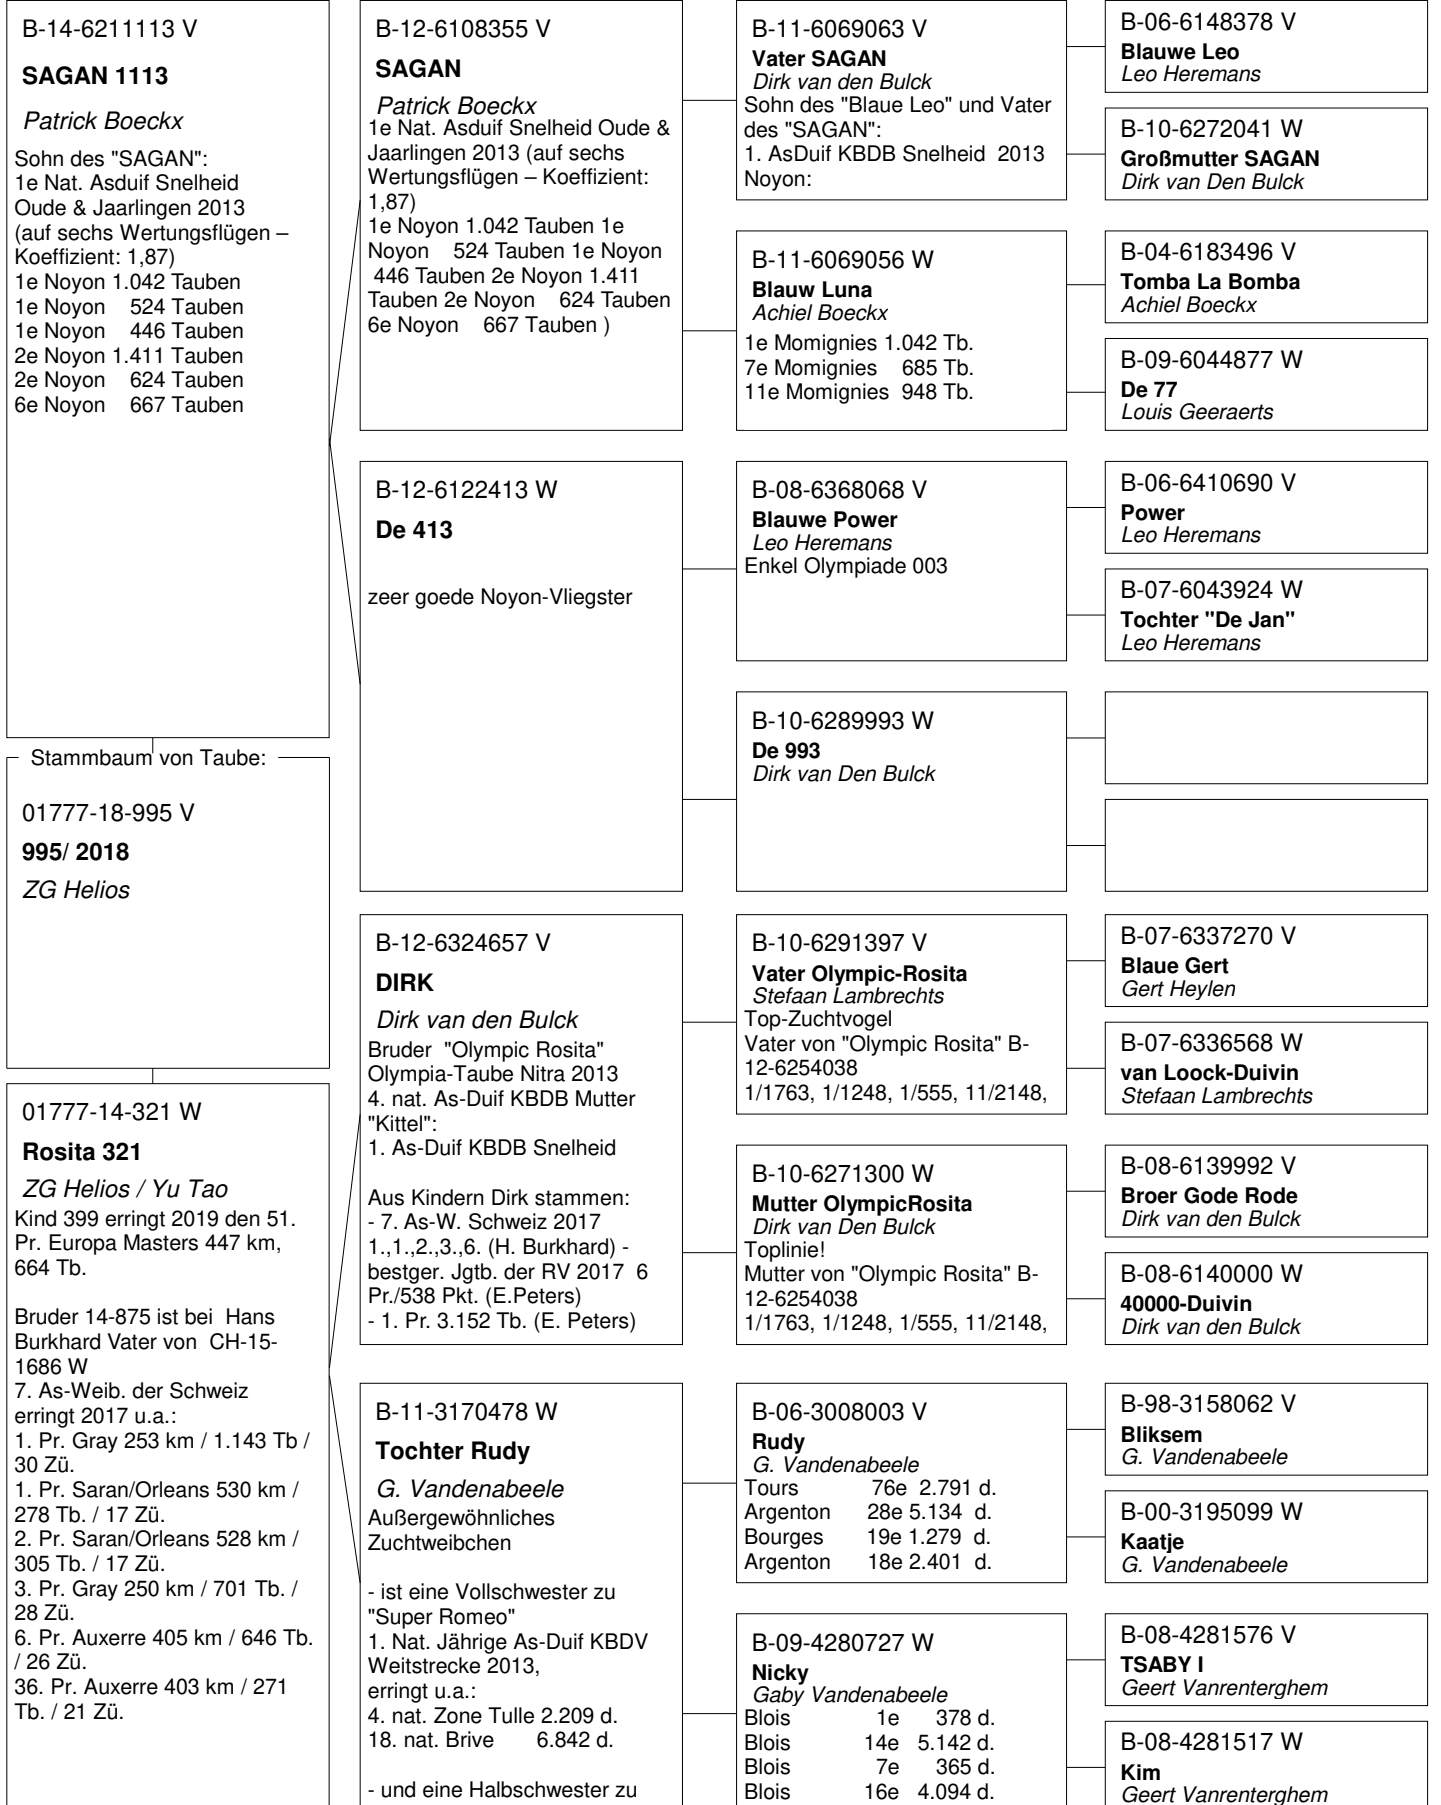 B-14-6211113 V
SAGAN 1113
Patrick Boeckx
Sohn des "SAGAN":
1e Nat. Asduif Snelheid
Oude & Jaarlingen 2013
(auf sechs Wertungsflügen –
Koeffizient: 1,87)
1e Noyon 1.042 Tauben
1e Noyon 524 Tauben
1e Noyon 446 Tauben
2e Noyon 1.411 Tauben
2e Noyon 624 Tauben
6e Noyon 667 Tauben
Stammbaum von Taube:
01777-18-995 V
995/ 2018
ZG Helios
01777-14-321 W
Rosita 321
ZG Helios / Yu Tao
Kind 399 erringt 2019 den 51.
Pr. Europa Masters 447 km,
664 Tb.
Bruder 14-875 ist bei Hans
Burkhard Vater von CH-15-
1686 W
7. As-Weib. der Schweiz
erringt 2017 u.a.:
1. Pr. Gray 253 km / 1.143 Tb /
30 Zü.
1. Pr. Saran/Orleans 530 km /
278 Tb. / 17 Zü.
2. Pr. Saran/Orleans 528 km /
305 Tb. / 17 Zü.
3. Pr. Gray 250 km / 701 Tb. /
28 Zü.
6. Pr. Auxerre 405 km / 646 Tb.
/ 26 Zü.
36. Pr. Auxerre 403 km / 271
Tb. / 21 Zü.
B-12-6108355 V
SAGAN
Patrick Boeckx
1e Nat. Asduif Snelheid Oude &
Jaarlingen 2013 (auf sechs
Wertungsflügen – Koeffizient:
1,87)
1e Noyon 1.042 Tauben 1e
Noyon 524 Tauben 1e Noyon
446 Tauben 2e Noyon 1.411
Tauben 2e Noyon 624 Tauben
6e Noyon 667 Tauben )
B-12-6122413 W
De 413
zeer goede Noyon-Vliegster
B-12-6324657 V
DIRK
Dirk van den Bulck
Bruder "Olympic Rosita"
Olympia-Taube Nitra 2013
4. nat. As-Duif KBDB Mutter
"Kittel":
1. As-Duif KBDB Snelheid
Aus Kindern Dirk stammen:
- 7. As-W. Schweiz 2017
1.,1.,2.,3.,6. (H. Burkhard) -
bestger. Jgtb. der RV 2017 6
Pr./538 Pkt. (E.Peters)
- 1. Pr. 3.152 Tb. (E. Peters)
B-11-3170478 W
Tochter Rudy
G. Vandenabeele
Außergewöhnliches
Zuchtweibchen
- ist eine Vollschwester zu
"Super Romeo"
1. Nat. Jährige As-Duif KBDV
Weitstrecke 2013,
erringt u.a.:
4. nat. Zone Tulle 2.209 d.
18. nat. Brive 6.842 d.
- und eine Halbschwester zu
B-11-6069063 V
Vater SAGAN
Dirk van den Bulck
Sohn des "Blaue Leo" und Vater
des "SAGAN":
1. AsDuif KBDB Snelheid 2013
Noyon:
B-11-6069056 W
Blauw Luna
Achiel Boeckx
1e Momignies 1.042 Tb.
7e Momignies 685 Tb.
11e Momignies 948 Tb.
B-08-6368068 V
Blauwe Power
Leo Heremans
Enkel Olympiade 003
B-10-6289993 W
De 993
Dirk van Den Bulck
B-10-6291397 V
Vater Olympic-Rosita
Stefaan Lambrechts
Top-Zuchtvogel
Vater von "Olympic Rosita" B-
12-6254038
1/1763, 1/1248, 1/555, 11/2148,
B-10-6271300 W
Mutter OlympicRosita
Dirk van Den Bulck
Toplinie!
Mutter von "Olympic Rosita" B-
12-6254038
1/1763, 1/1248, 1/555, 11/2148,
B-06-3008003 V
Rudy
G. Vandenabeele
Tours 76e 2.791 d.
Argenton 28e 5.134 d.
Bourges 19e 1.279 d.
Argenton 18e 2.401 d.
B-09-4280727 W
Nicky
Gaby Vandenabeele
Blois 1e 378 d.
Blois 14e 5.142 d.
Blois 7e 365 d.
Blois 16e 4.094 d.
B-06-6148378 V
Blauwe Leo
Leo Heremans
B-10-6272041 W
Großmutter SAGAN
Dirk van Den Bulck
B-04-6183496 V
Tomba La Bomba
Achiel Boeckx
B-09-6044877 W
De 77
Louis Geeraerts
B-06-6410690 V
Power
Leo Heremans
B-07-6043924 W
Tochter "De Jan"
Leo Heremans
B-07-6337270 V
Blaue Gert
Gert Heylen
B-07-6336568 W
van Loock-Duivin
Stefaan Lambrechts
B-08-6139992 V
Broer Gode Rode
Dirk van den Bulck
B-08-6140000 W
40000-Duivin
Dirk van den Bulck
B-98-3158062 V
Bliksem
G. Vandenabeele
B-00-3195099 W
Kaatje
G. Vandenabeele
B-08-4281576 V
TSABY I
Geert Vanrenterghem
B-08-4281517 W
Kim
Geert Vanrenterghem